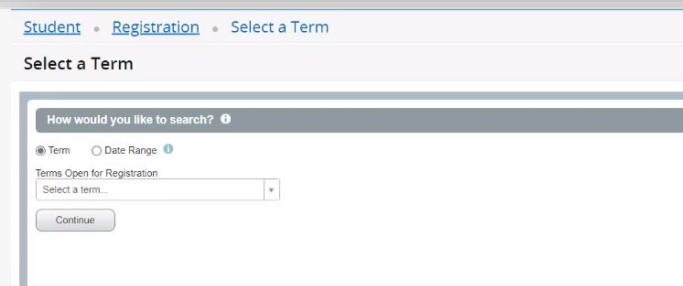 Student • Registration • Select a Term
Select a Term
How would you like to search?
Term Date Range
Terms Open for Registration
Select a term...
Continue